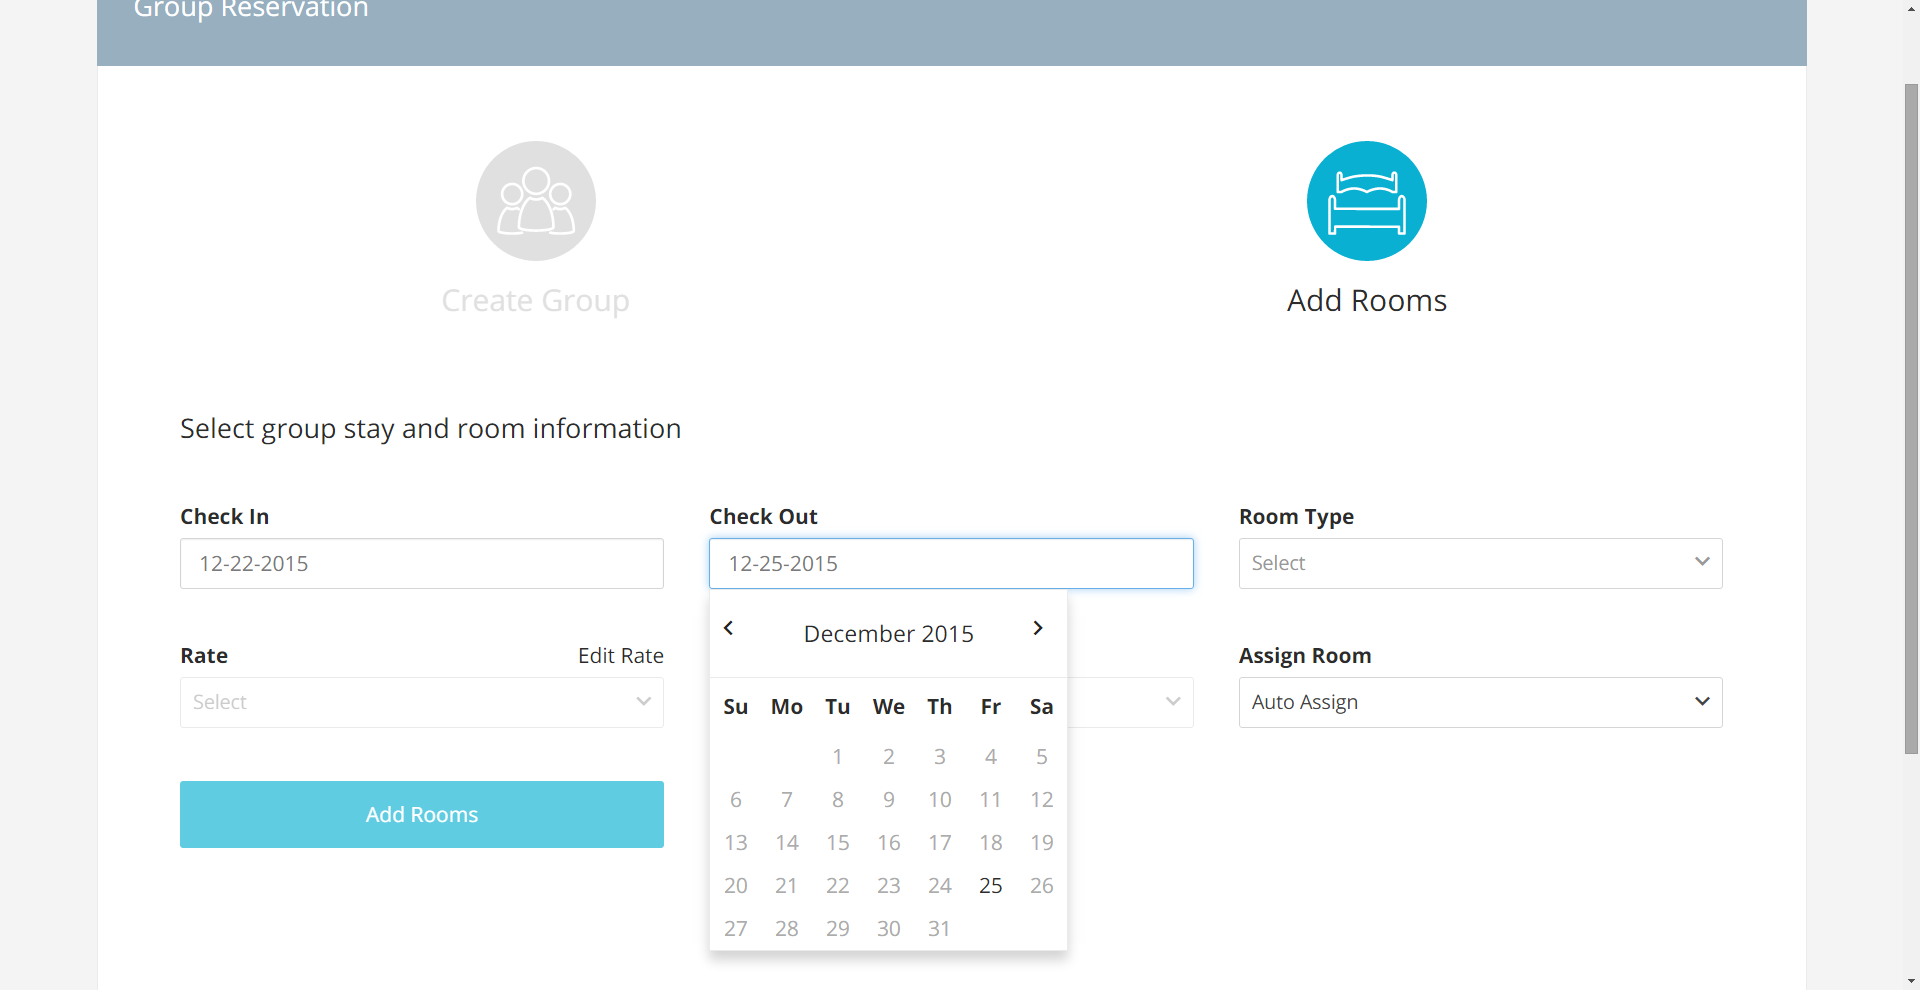 Group Reservation
Create Group
Add Rooms
Select group stay and room information
Check In
Check Out
Room Type
12-22-2015
12-25-2015
Select
December 2015
Rate
Edit Rate
Assign Room
Select
Auto Assign
Su Mo Tu We Th Fr Sa
1 2 3 4 5
6 7 8 9 10 11 12
13 14 15 16 17 18 19
20 21 22 23 24 25 26
27 28 29 30 31
Add Rooms